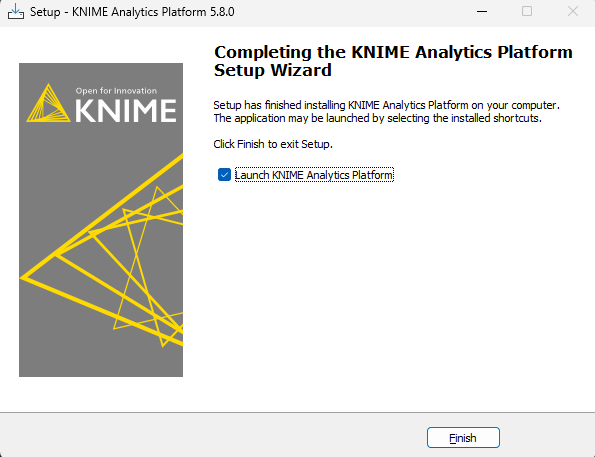 Setup - KNIME Analytics Platform 5.8.0
Completing the KNIME Analytics Platform
Setup Wizard
Open for Innovation
KNIME
Setup has finished installing KNIME Analytics Platform on your computer.
The application may be launched by selecting the installed shortcuts.
Click Finish to exit Setup.
Launch KNIME Analytics Platform
Finish